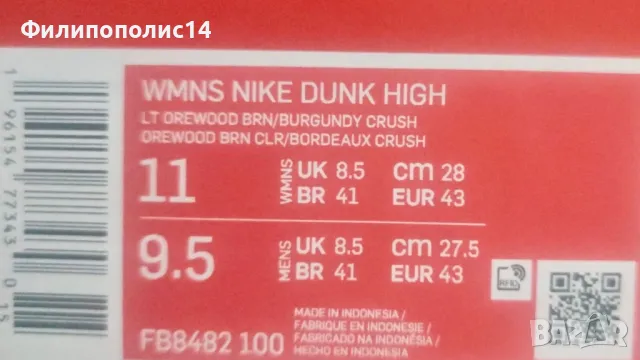 Филипополис14
WMNS NIKE DUNK HIGH
LT OREWOOD BRN/BURGUNDY CRUSH
OREWOOD BRN CLR/BORDEAUX CRUSH
11 WMNS UK 8.5 cm 28
BR 41 EUR 43
9.5 MENS UK 8.5 cm 27.5
BR 41 EUR 43
RFID
FB8482 100
MADE IN INDONESIA /
FABRIQUE EN INDONESIE /
FABRICADO NA INDONÉSIA /
HECHO EN INDONESIA
1 96154 77343 0 15
BAZAR